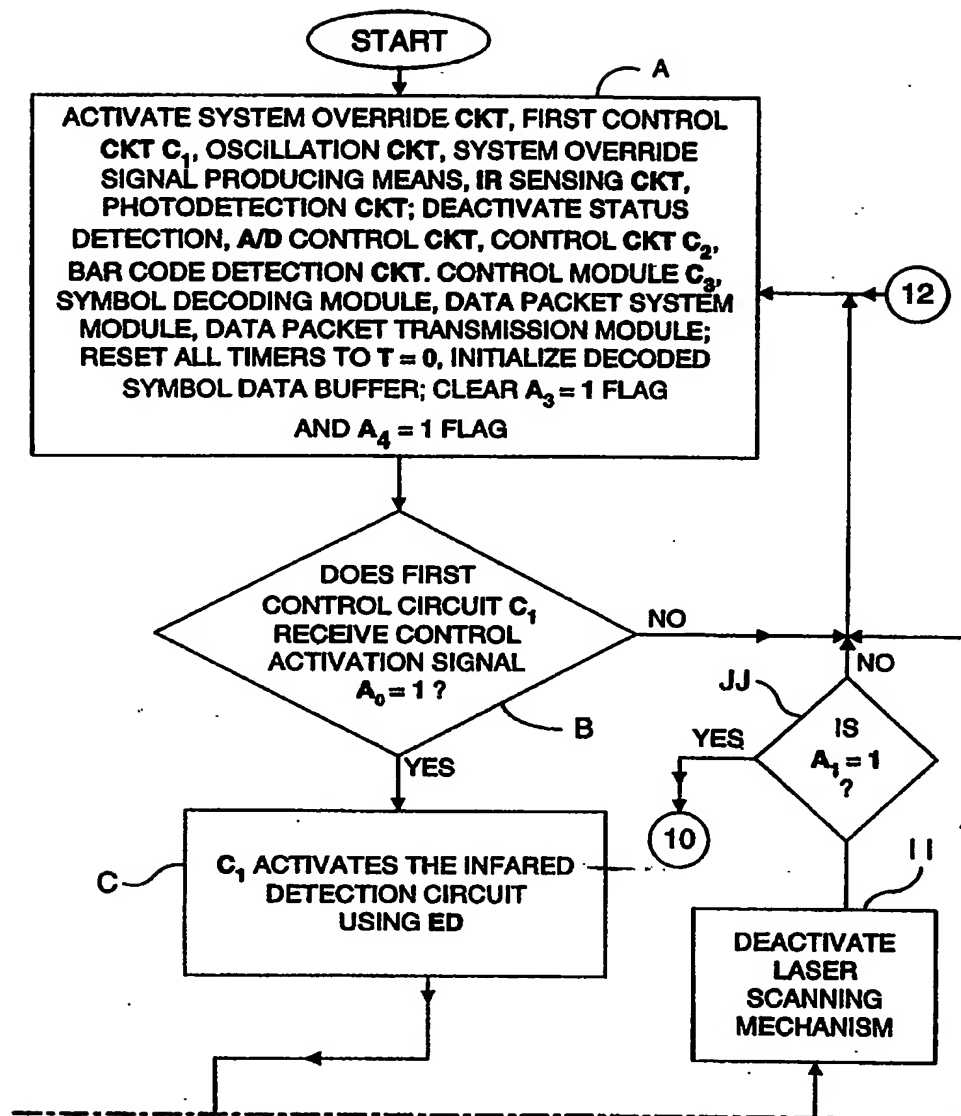 START
A
ACTIVATE SYSTEM OVERRIDE CKT, FIRST CONTROL
CKT C₁, OSCILLATION CKT, SYSTEM OVERRIDE
SIGNAL PRODUCING MEANS, IR SENSING CKT,
PHOTODETECTION CKT; DEACTIVATE STATUS
DETECTION, A/D CONTROL CKT, CONTROL CKT C₂,
BAR CODE DETECTION CKT. CONTROL MODULE C₃,
SYMBOL DECODING MODULE, DATA PACKET SYSTEM
MODULE, DATA PACKET TRANSMISSION MODULE;
RESET ALL TIMERS TO T = 0, INITIALIZE DECODED
SYMBOL DATA BUFFER; CLEAR A₃ = 1 FLAG
AND A₄ = 1 FLAG
12
DOES FIRST
CONTROL CIRCUIT C₁
RECEIVE CONTROL
ACTIVATION SIGNAL
A₀ = 1 ?
NO
B
YES
NO
JJ
IS
A₁ = 1
?
YES
10
C
C₁ ACTIVATES THE INFARED
DETECTION CIRCUIT
USING ED
II
DEACTIVATE
LASER
SCANNING
MECHANISM